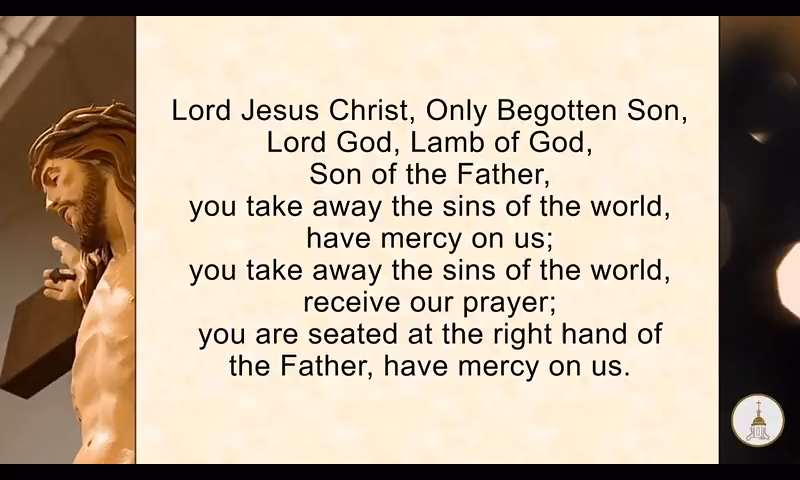 Lord Jesus Christ, Only Begotten Son,
Lord God, Lamb of God,
Son of the Father,
you take away the sins of the world,
have mercy on us;
you take away the sins of the world,
receive our prayer;
you are seated at the right hand of
the Father, have mercy on us.